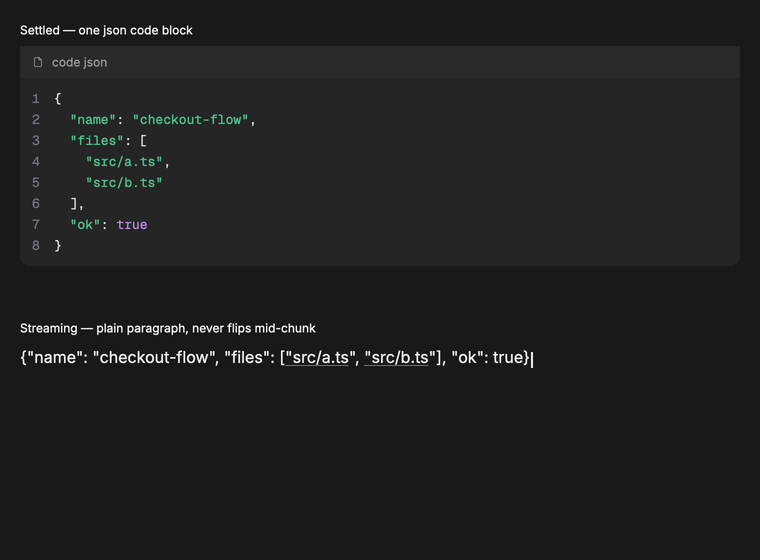 Settled — one json code block
code json
1 {
2 "name": "checkout-flow",
3 "files": [
4 "src/a.ts",
5 "src/b.ts"
6 ],
7 "ok": true
8 }
Streaming — plain paragraph, never flips mid-chunk
{"name": "checkout-flow", "files": ["src/a.ts", "src/b.ts"], "ok": true}